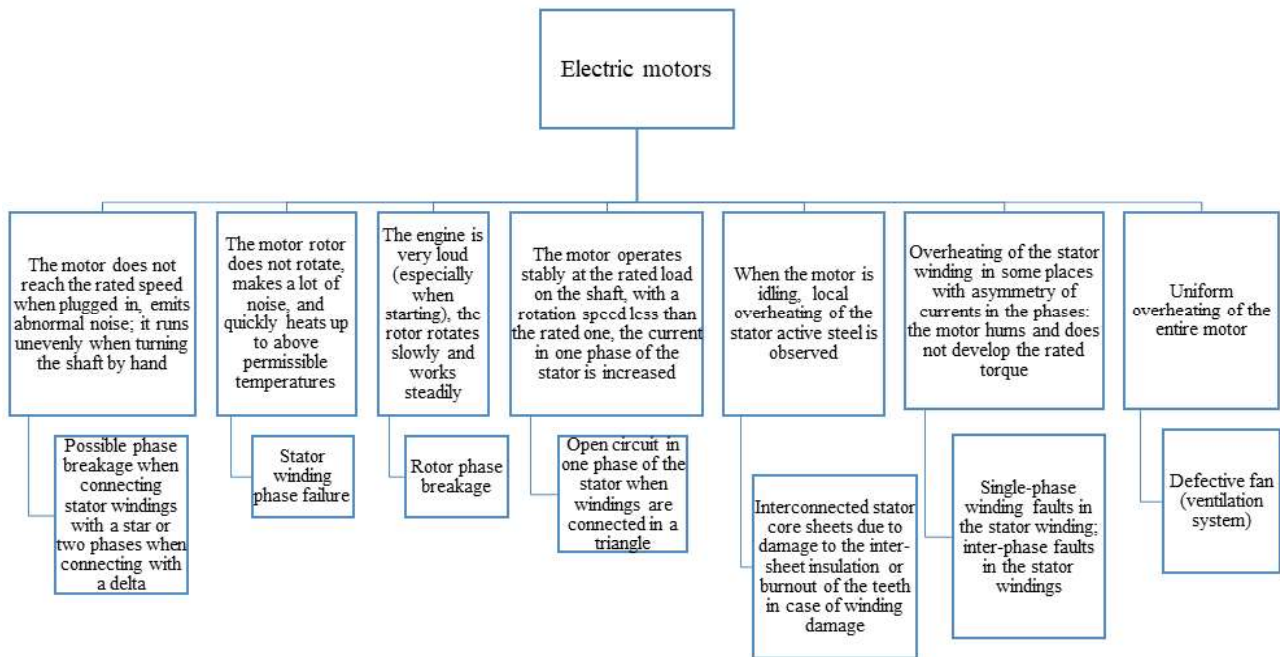 Electric motors
The motor does not
reach the rated speed
when plugged in, emits
abnormal noise; it runs
unevenly when turning
the shaft by hand
The motor rotor
does not rotate,
makes a lot of
noise, and
quickly heats up
to above
permissible
temperatures
The engine is
very loud
(especially
when
starting), the
rotor rotates
slowly and
works
steadily
The motor operates
stably at the rated load
on the shaft, with a
rotation speed less than
the rated one, the current
in one phase of the
stator is increased
When the motor is
idling, local
overheating of the
stator active steel is
observed
Overheating of the stator
winding in some places
with asymmetry of
currents in the phases:
the motor hums and does
not develop the rated
torque
Uniform
overheating of the
entire motor
Possible phase
breakage when
connecting
stator windings
with a star or
two phases when
connecting with
a delta
Stator
winding
phase failure
Rotor phase
breakage
Open circuit in
one phase of the
stator when
windings are
connected in a
triangle
Interconnected stator
core sheets due to
damage to the inter-
sheet insulation or
burnout of the teeth
in case of winding
damage
Single-phase
winding faults in
the stator winding;
inter-phase faults
in the stator
windings
Defective fan
(ventilation
system)